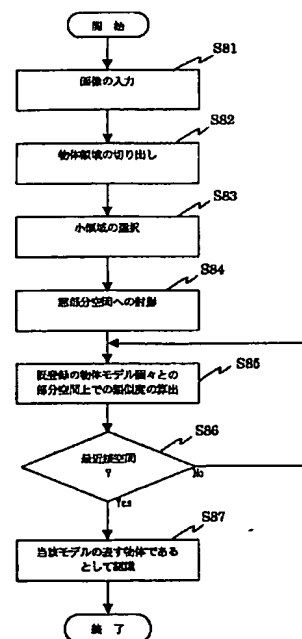 開 始
S81
画像の入力
S82
物体領域の切り出し
S83
小領域の選択
S84
窓部分空間への射影
S85
既登録の物体モデル個々との
部分空間上での類似度の算出
S86
最近接空間
?
No
Yes
S87
当該モデルの表す物体である
として認識
終 了